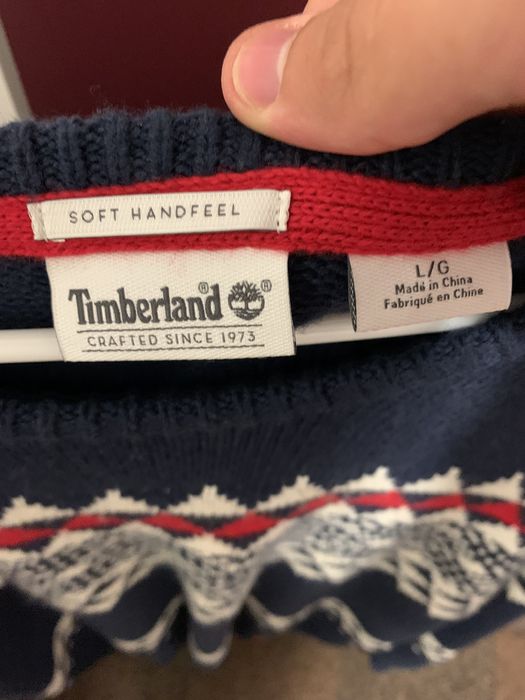 SOFT HANDFEEL
Timberland® ®
CRAFTED SINCE 1973
L/G
Made in China
Fabriqué en Chine